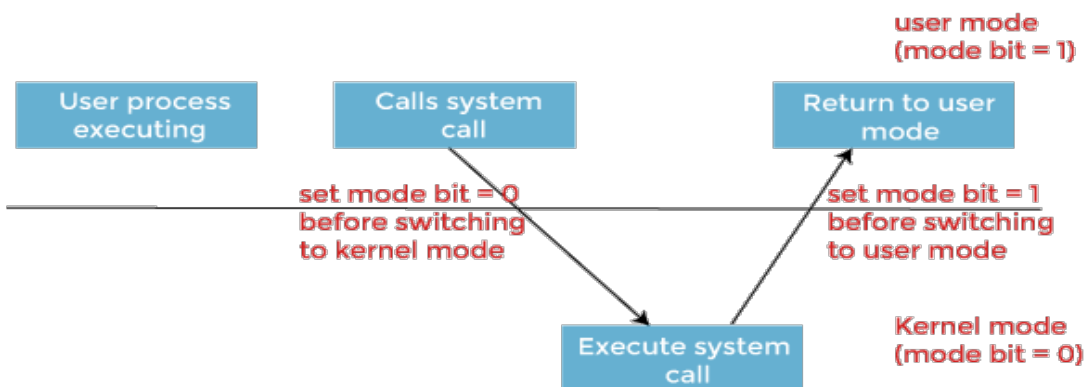 user mode
(mode bit = 1)
User process
executing
Calls system
call
Return to user
mode
set mode bit = 0
before switching
to kernel mode
set mode bit = 1
before switching
to user mode
Execute system
call
Kernel mode
(mode bit = 0)